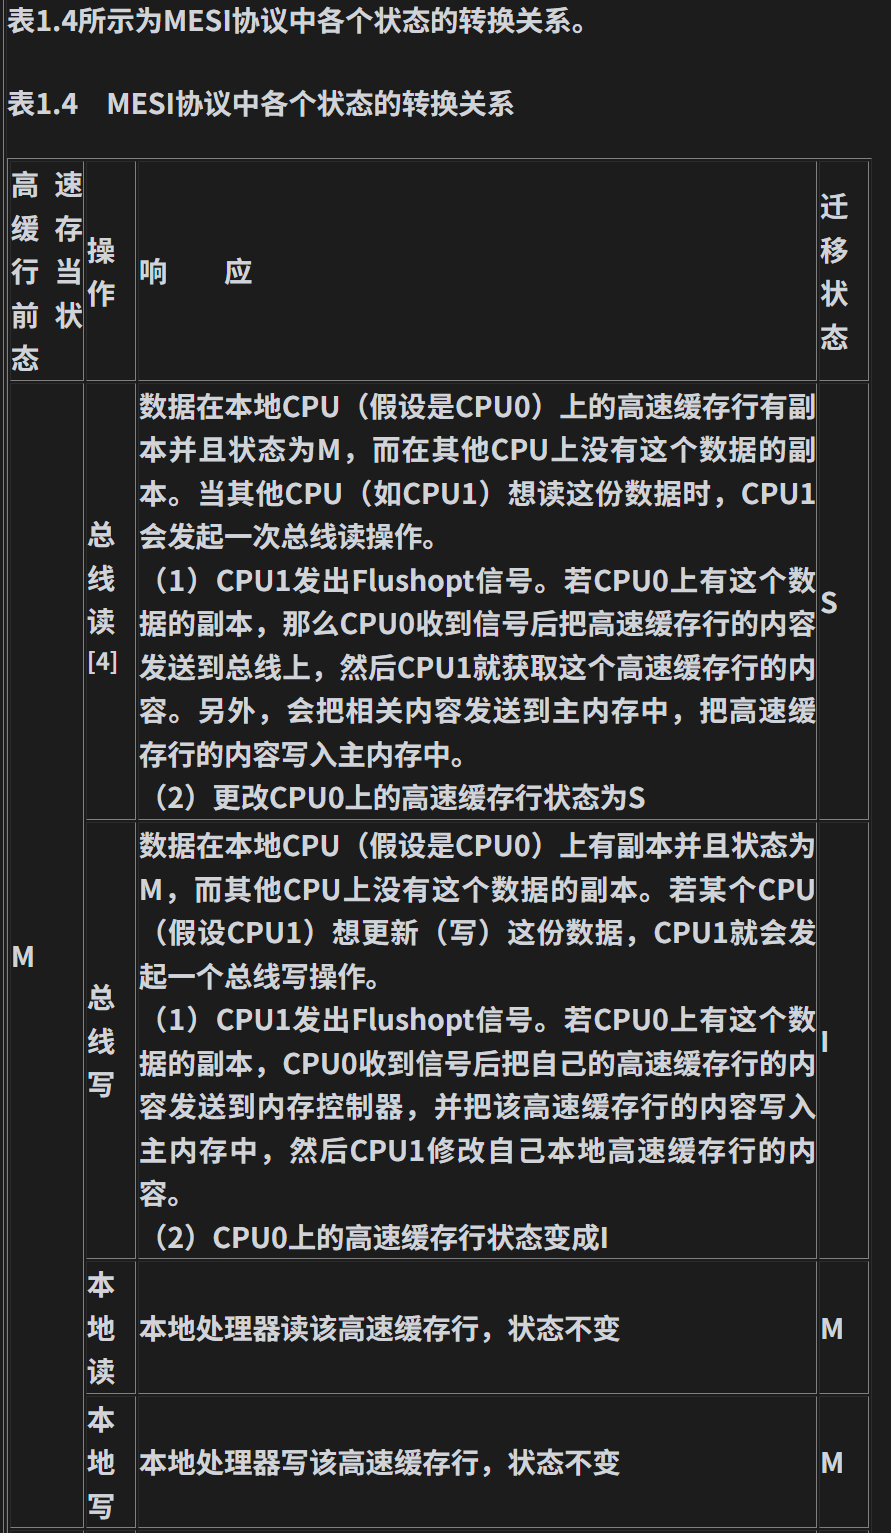 表1.4所示为MESI协议中各个状态的转换关系。
表1.4 MESI协议中各个状态的转换关系
高速
缓存
行当
前状
态
操
作
响 应
迁
移
状
态
M
总
线
读
[4]
数据在本地CPU（假设是CPU0）上的高速缓存行有副
本并且状态为M，而在其他CPU上没有这个数据的副
本。当其他CPU（如CPU1）想读这份数据时，CPU1
会发起一次总线读操作。
（1）CPU1发出Flushopt信号。若CPU0上有这个数
据的副本，那么CPU0收到信号后把高速缓存行的内容
发送到总线上，然后CPU1就获取这个高速缓存行的内
容。另外，会把相关内容发送到主内存中，把高速缓
存行的内容写入主内存中。
（2）更改CPU0上的高速缓存行状态为S
S
总
线
写
数据在本地CPU（假设是CPU0）上有副本并且状态为
M，而其他CPU上没有这个数据的副本。若某个CPU
（假设CPU1）想更新（写）这份数据，CPU1就会发
起一个总线写操作。
（1）CPU1发出Flushopt信号。若CPU0上有这个数
据的副本，CPU0收到信号后把自己的高速缓存行的内
容发送到内存控制器，并把该高速缓存行的内容写入
主内存中，然后CPU1修改自己本地高速缓存行的内
容。
（2）CPU0上的高速缓存行状态变成I
I
本
地
读
本地处理器读该高速缓存行，状态不变
M
本
地
写
本地处理器写该高速缓存行，状态不变
M